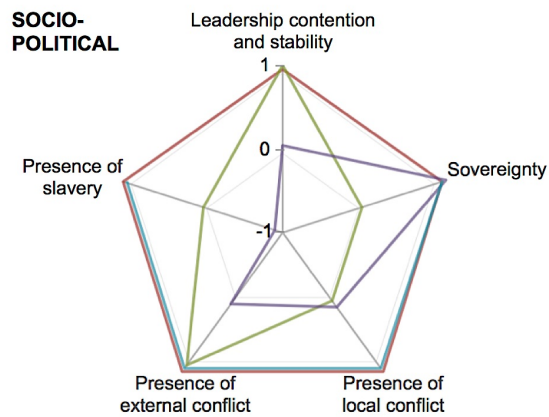 SOCIO-
POLITICAL
Leadership contention
and stability
1
0
Presence of
slavery
Sovereignty
-1
Presence of
external conflict
Presence of
local conflict